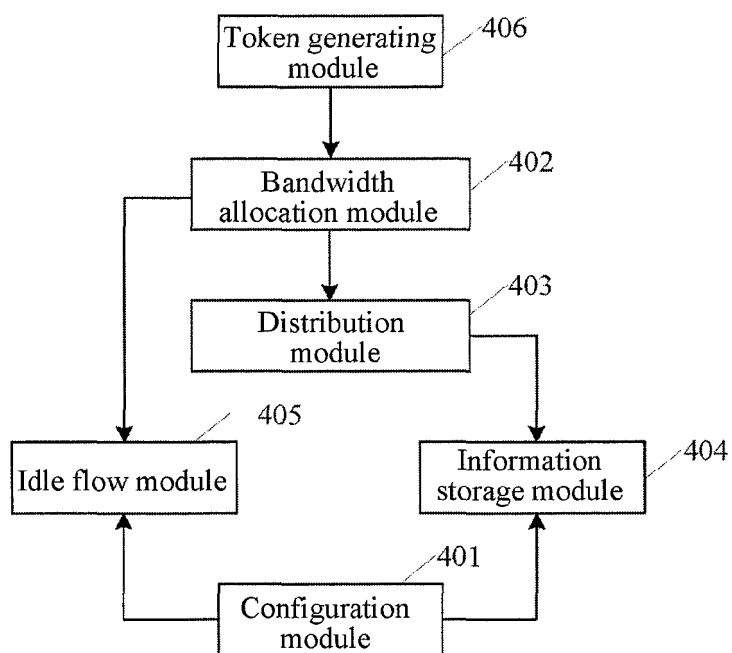 Token generating
module
406
Bandwidth
allocation module
402
Distribution
module
403
405
Idle flow module
Information
storage module
404
401
Configuration
module